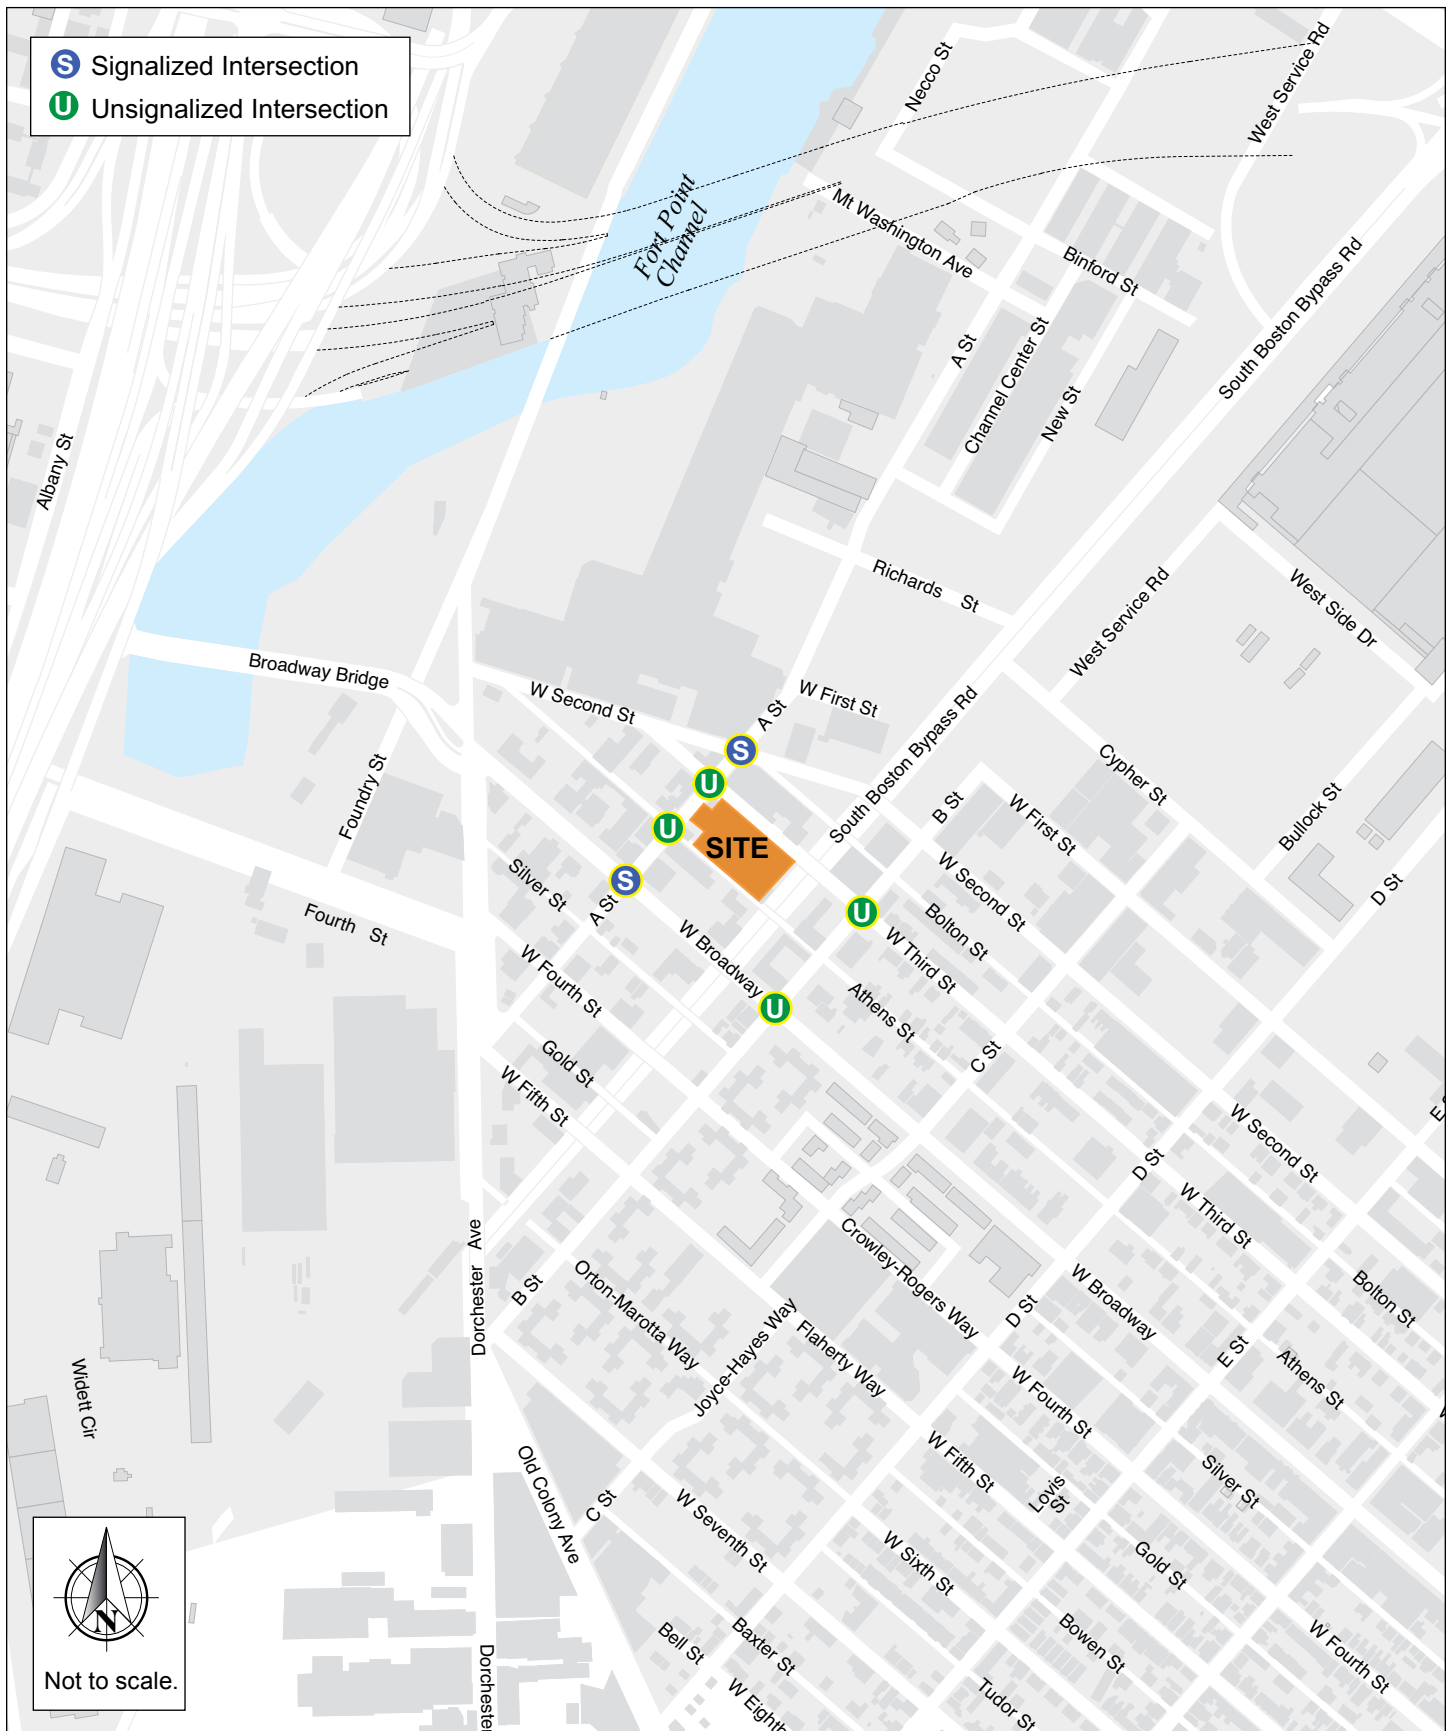 S Signalized Intersection
U Unsignalized Intersection
Necco St
West Service Rd
Fort Point
Channel
Mt Washington Ave
Binford St
South Boston Bypass Rd
A St
Channel Center St
New St
Albany St
Richards St
West Service Rd
West Side Dr
Broadway Bridge
W Second St
A St
W First St
South Boston Bypass Rd
Foundry St
S
U
U
SITE
S
U
U
Cypher St
B St
W First St
Bullock St
D St
Silver St
A St
W Second St
Bolton St
Fourth St
W Broadway
W Third St
W Fourth St
Athens St
Gold St
C St
W Fifth St
E S
W Second St
D St
W Third St
Dorchester Ave
B St
Orton-Marotta Way
Crowley-Rogers Way
W Broadway
Bolton St
D St
Joyce-Hayes Way
Flaherty Way
E St
Athens St
Widett Cir
W Fourth St
Old Colony Ave
W Fifth St
Silver St
Lovis
St
C St
W Seventh St
W Sixth St
Gold St
N
Not to scale.
Bell St
Baxter St
Bowen St
W Fourth St
Dorchester
W Eighth
Tudor St